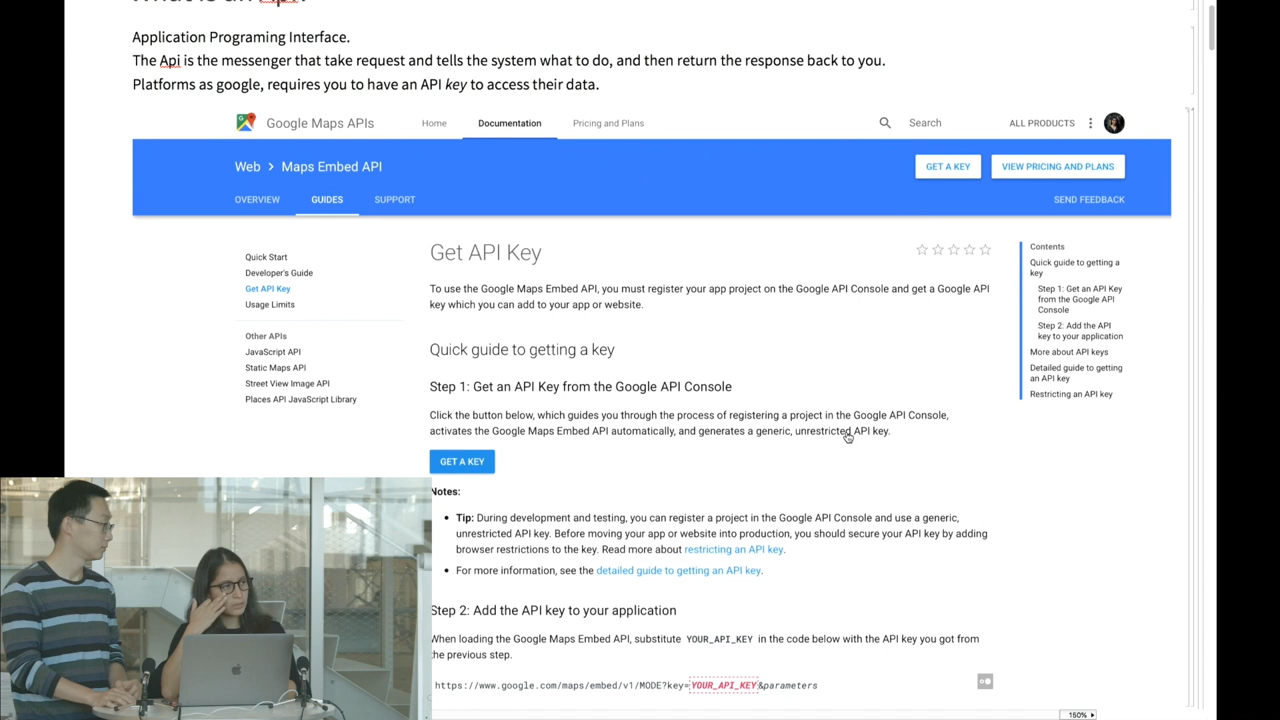 What is an Api?
Application Programing Interface.
The Api is the messenger that take request and tells the system what to do, and then return the response back to you.
Platforms as google, requires you to have an API key to access their data.
Google Maps APIs
Home
Documentation
Pricing and Plans
Search
ALL PRODUCTS
Web > Maps Embed API
GET A KEY
VIEW PRICING AND PLANS
OVERVIEW
GUIDES
SUPPORT
SEND FEEDBACK
Quick Start
Developer's Guide
Get API Key
Usage Limits
Other APIs
JavaScript API
Static Maps API
Street View Image API
Places API JavaScript Library
Get API Key
To use the Google Maps Embed API, you must register your app project on the Google API Console and get a Google API
key which you can add to your app or website.
Quick guide to getting a key
Step 1: Get an API Key from the Google API Console
Click the button below, which guides you through the process of registering a project in the Google API Console,
activates the Google Maps Embed API automatically, and generates a generic, unrestricted API key.
GET A KEY
Notes:
Tip: During development and testing, you can register a project in the Google API Console and use a generic,
unrestricted API key. Before moving your app or website into production, you should secure your API key by adding
browser restrictions to the key. Read more about restricting an API key.
For more information, see the detailed guide to getting an API key.
Step 2: Add the API key to your application
When loading the Google Maps Embed API, substitute YOUR_API_KEY in the code below with the API key you got from
the previous step.
https://www.google.com/maps/embed/v1/MODE?key=YOUR_API_KEY&parameters
Contents
Quick guide to getting a
key
Step 1: Get an API Key
from the Google API
Console
Step 2: Add the API
key to your application
More about API keys
Detailed guide to getting
an API key
Restricting an API key
150%